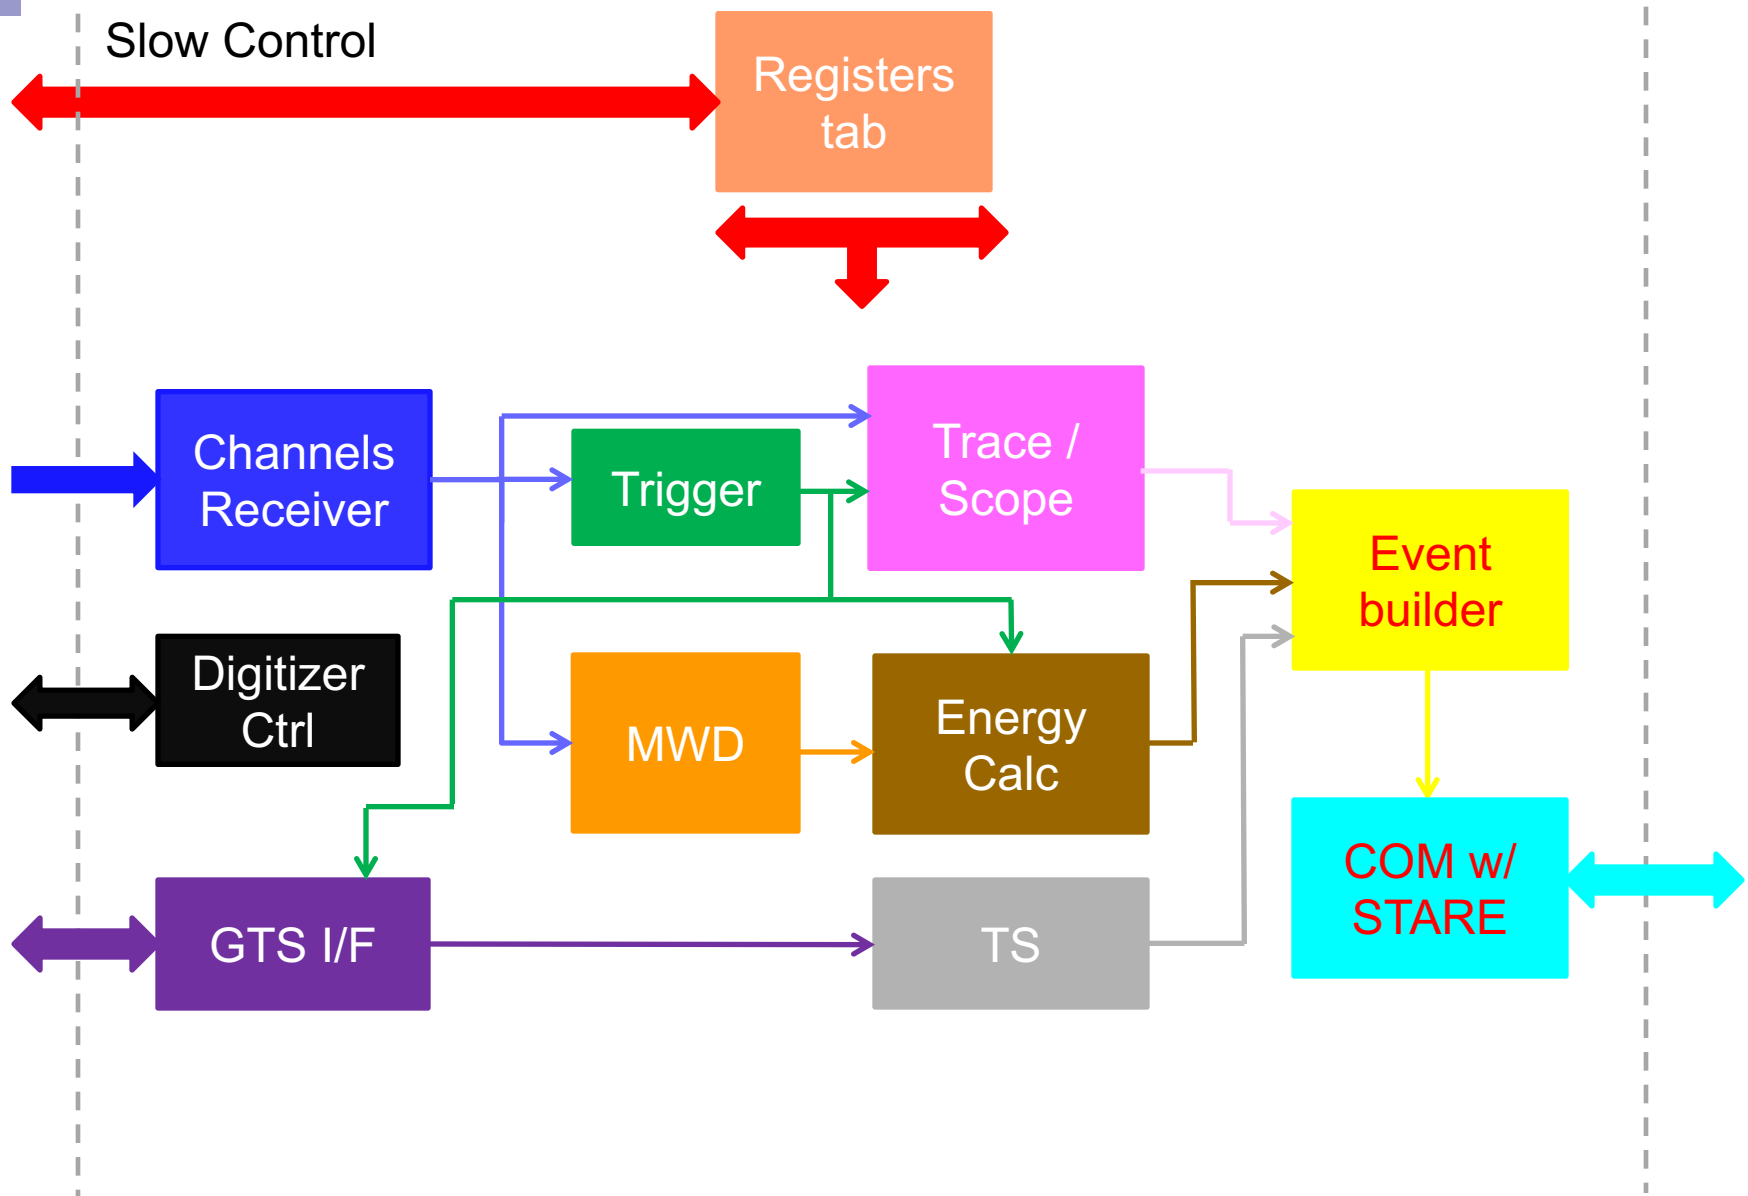 Slow Control
Registers
tab
Channels
Receiver
Trigger
Trace /
Scope
Event
builder
Digitizer
Ctrl
MWD
Energy
Calc
COM w/
STARE
GTS I/F
TS